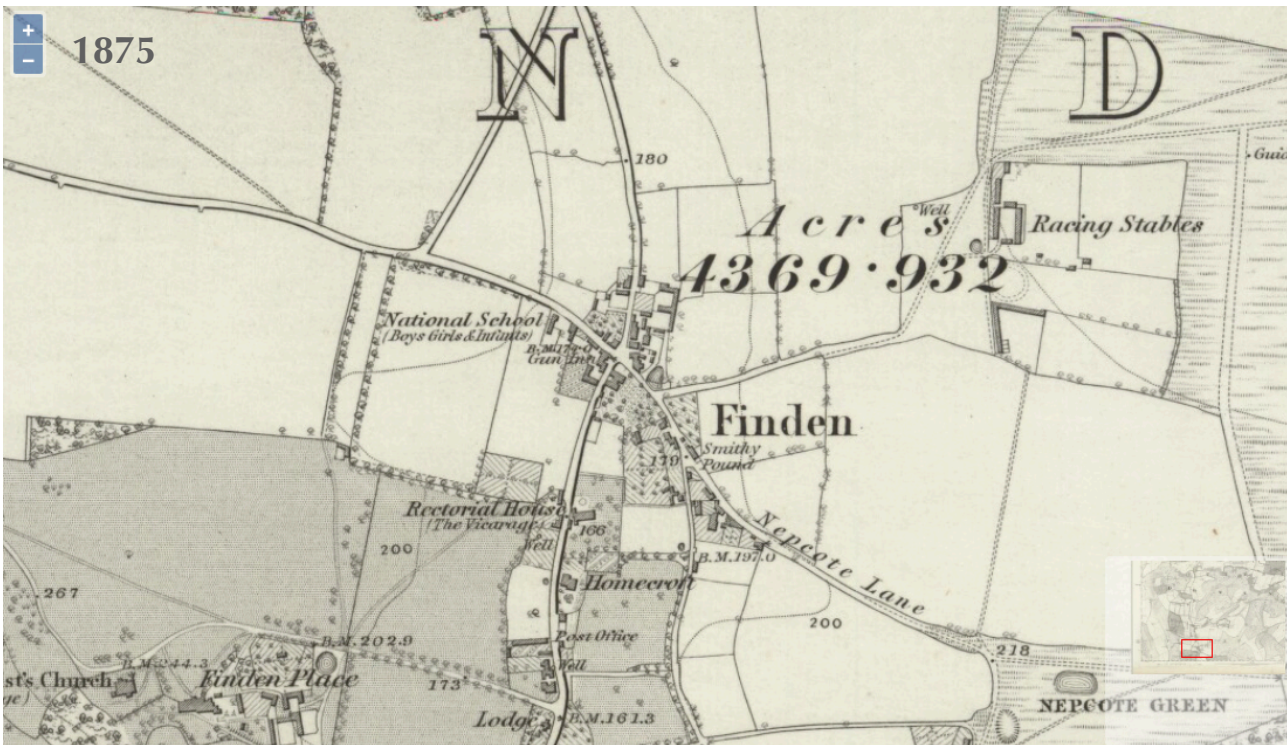 +
−
1875
N
D
180
Guid
Acres
Well
Racing Stables
4369·932
National School
(Boys Girls & Infants)
Gun Inn
Finden
Smithy
179
Pound
Rectorial House
(The Vicarage)
166
Well
Nepcote Lane
200
B.M.197.0
Homecroft
267
200
Post Office
B.M.202.9
218
B.M.244.3
Well
st's Church
Finden Place
173
ge)
NEPCOTE GREEN
Lodge
B.M.161.3